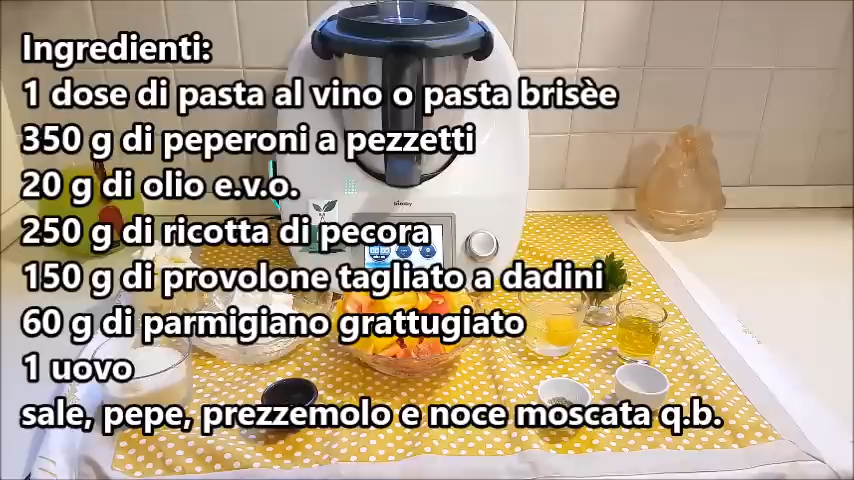 Ingredienti:
1 dose di pasta al vino o pasta brisèe
350 g di peperoni a pezzetti
20 g di olio e.v.o.
250 g di ricotta di pecora
150 g di provolone tagliato a dadini
60 g di parmigiano grattugiato
1 uovo
sale, pepe, prezzemolo e noce moscata q.b.